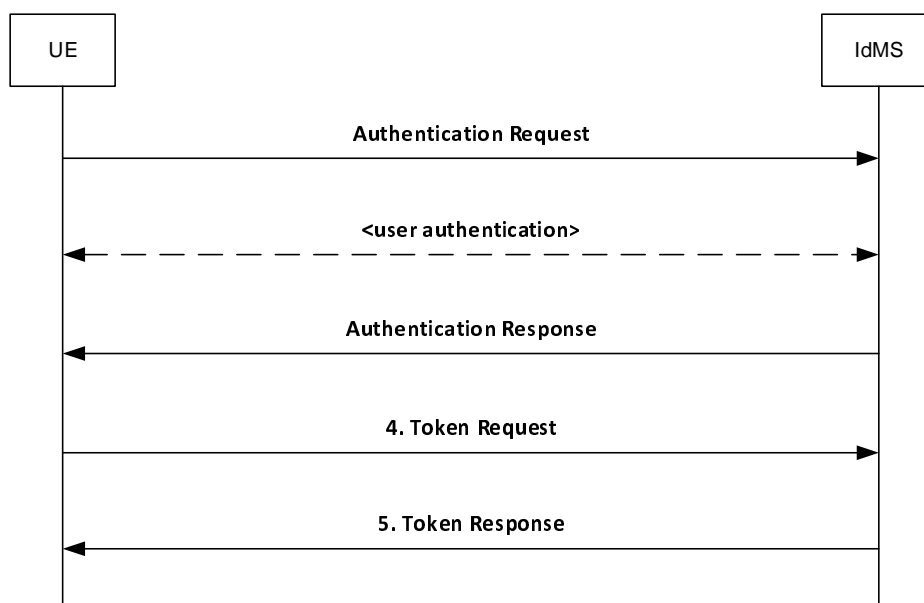 UE
IdMS
Authentication Request
<user authentication>
Authentication Response
4. Token Request
5. Token Response